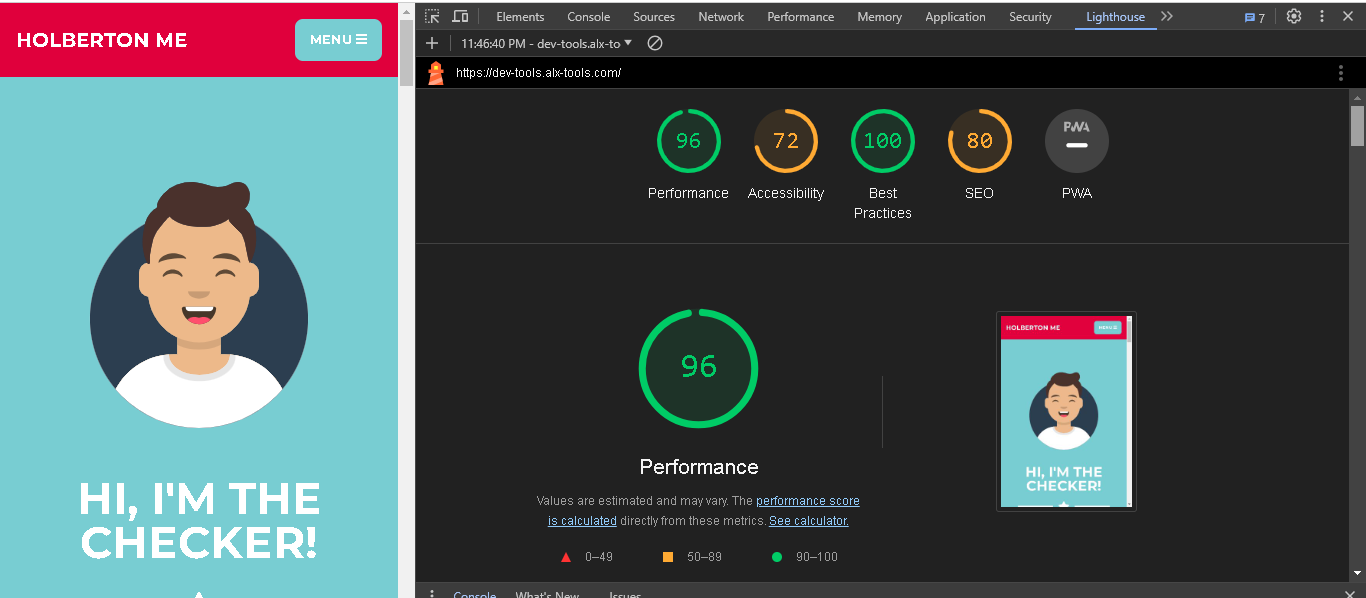 HOLBERTON ME
MENU
HI, I'M THE
CHECKER!
Elements Console Sources Network Performance Memory Application Security Lighthouse 7
11:46:40 PM - dev-tools.alx-to
https://dev-tools.alx-tools.com/
96 72 100 80 PWA
Performance Accessibility Best
Practices SEO PWA
96
Performance
Values are estimated and may vary. The performance score
is calculated directly from these metrics. See calculator.
0–49 50–89 90–100
HOLBERTON ME
MENU
HI, I'M THE
CHECKER!
Console What's New Issues